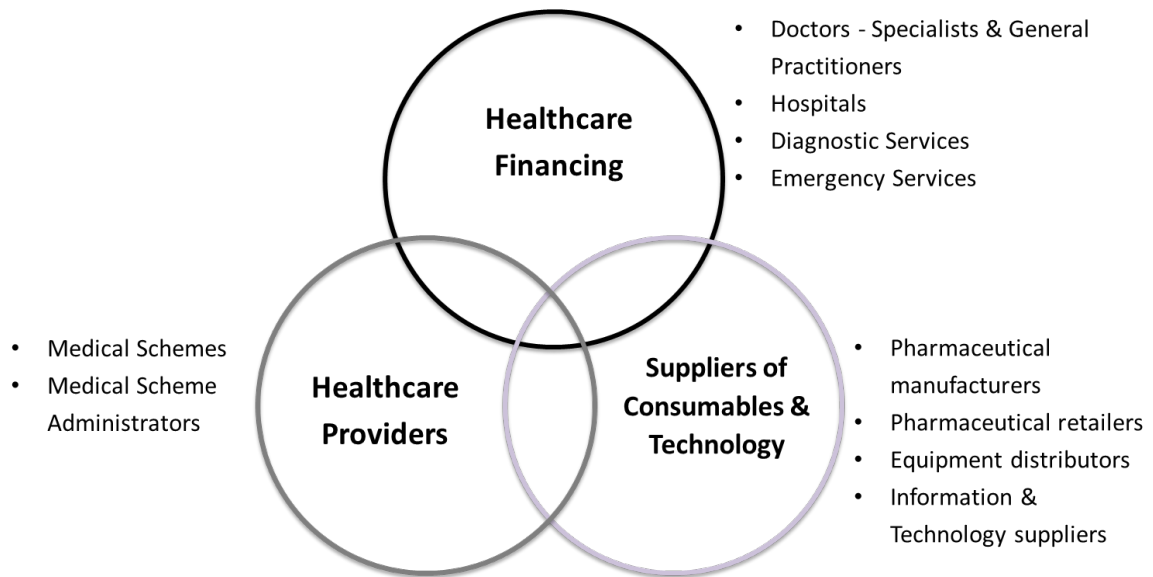 Healthcare
Financing
• Doctors - Specialists & General
Practitioners
• Hospitals
• Diagnostic Services
• Emergency Services
• Medical Schemes
• Medical Scheme
Administrators
Healthcare
Providers
Suppliers of
Consumables &
Technology
• Pharmaceutical
manufacturers
• Pharmaceutical retailers
• Equipment distributors
• Information &
Technology suppliers